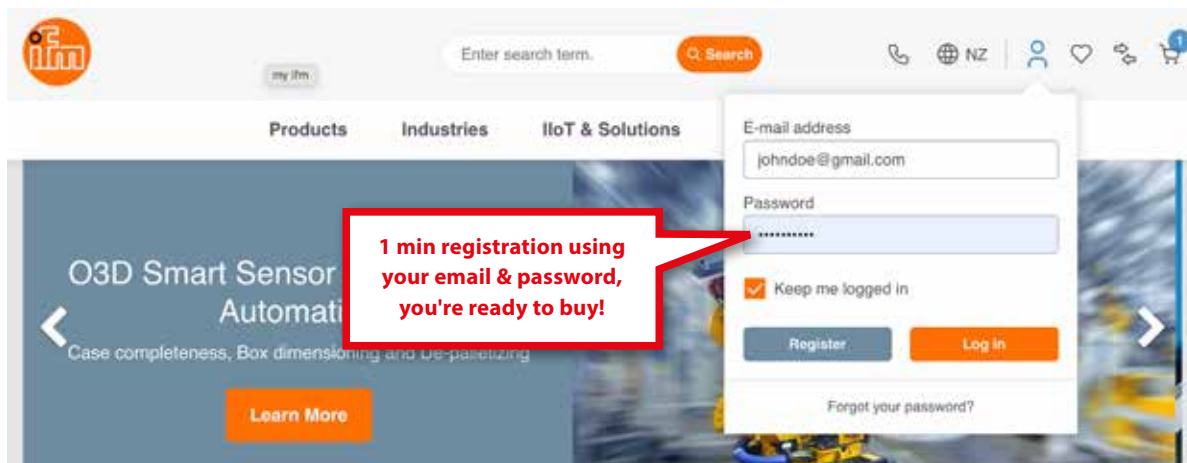 ifm
Enter search term.
Search
NZ
1
my ifm
Products Industries IIoT & Solutions
E-mail address
johndoe@gmail.com
Password
••••••••••
Keep me logged in
Register Log in
Forgot your password?
1 min registration using
your email & password,
you're ready to buy!
O3D Smart Sensor
Automati
Case completeness, Box dimensioning and De-palletizing
Learn More